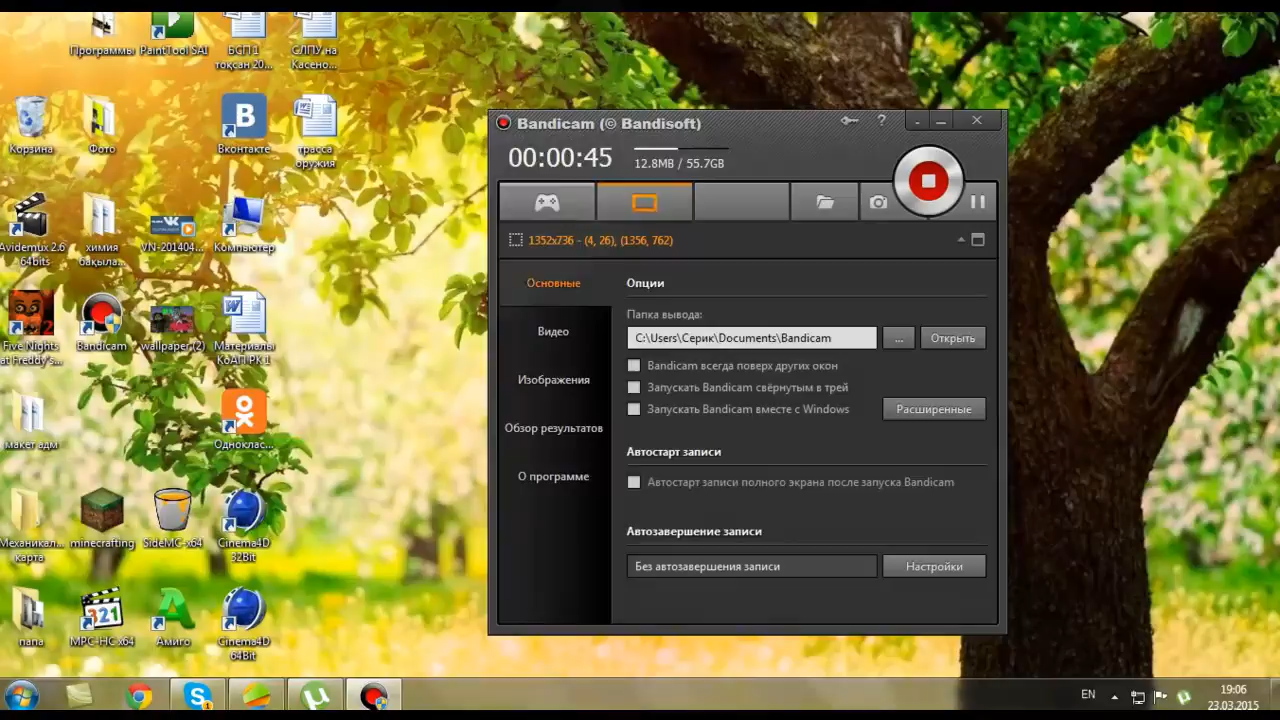 Программы
PaintTool SAI
БСП 1
тоқсан 20...
СЛПУ на
Касено...
Корзина
Фото
Вконтакте
трасса
оружия
Avidemux 2.6
64bits
химия
бақыла...
VN-201404...
Компьютер
Five Nights
at Freddy's...
Bandicam
wallpaper (2)
Материалы
КоАП РК 1
макет адм
Одноклас...
Механикал...
карта
minecrafting
SideMC-x64
Cinema4D
32Bit
папа
MPC-HC x64
Амиго
Cinema4D
64Bit
Bandicam (© Bandisoft)
00:00:45
12.8MB / 55.7GB
1352x736 - (4, 26), (1356, 762)
Основные
Видео
Изображения
Обзор результатов
О программе
Опции
Папка вывода:
C:\Users\Серик\Documents\Bandicam
...
Открыть
Bandicam всегда поверх других окон
Запускать Bandicam свёрнутым в трей
Запускать Bandicam вместе с Windows
Расширенные
Автостарт записи
Автостарт записи полного экрана после запуска Bandicam
Автозавершение записи
Без автозавершения записи
Настройки
EN
19:06
23.03.2015